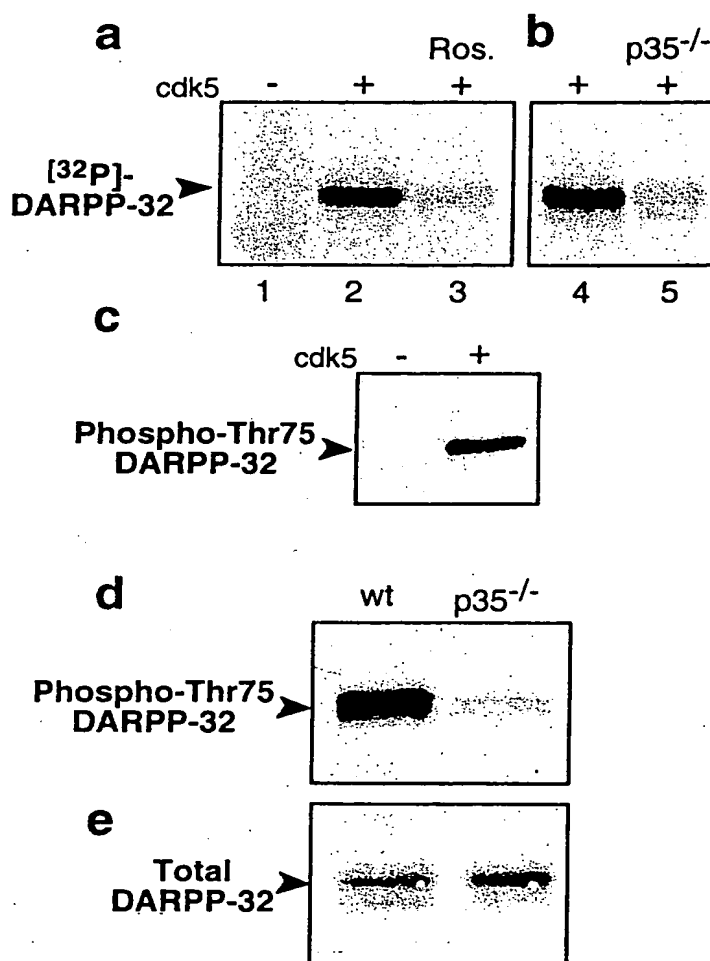 a
Ros.
b
p35-/-
cdk5 - + + + +
[32P]-
DARPP-32
1 2 3 4 5
c
cdk5 - +
Phospho-Thr75
DARPP-32
d
wt p35-/-
Phospho-Thr75
DARPP-32
e
Total
DARPP-32